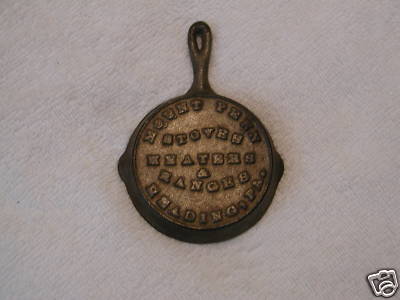 MOUNT PENN
STOVES
HEATERS
&
RANGES
READING, PA.